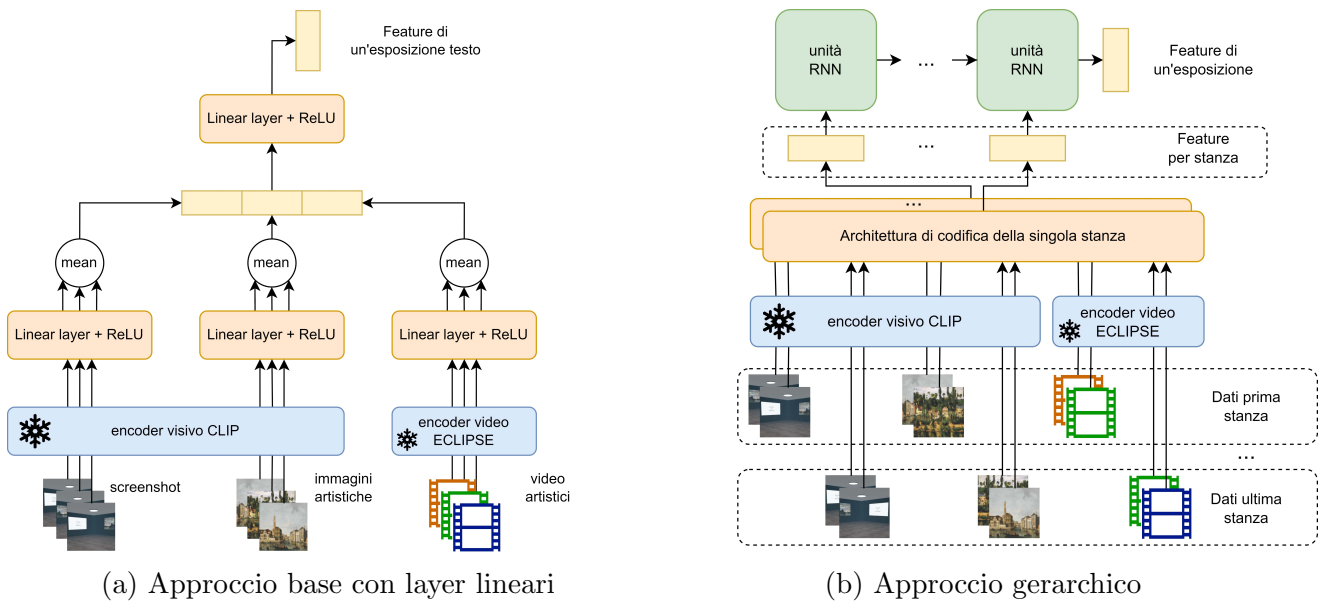 Feature di
un'esposizione testo
Linear layer + ReLU
mean
mean
mean
Linear layer + ReLU
Linear layer + ReLU
Linear layer + ReLU
encoder visivo CLIP
encoder video
ECLIPSE
screenshot
immagini
artistiche
video
artistici
(a) Approccio base con layer lineari
unità
RNN
...
unità
RNN
Feature di
un'esposizione
...
Feature
per stanza
...
Architettura di codifica della singola stanza
encoder visivo CLIP
encoder video
ECLIPSE
Dati prima
stanza
...
Dati ultima
stanza
(b) Approccio gerarchico